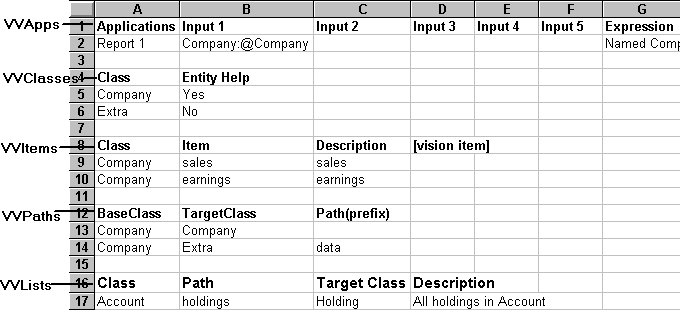 A B C D E F G
VVApps 1 Applications Input 1 Input 2 Input 3 Input 4 Input 5 Expression
2 Report 1 Company:@Company Named Comp
3
VVClasses 4 Class Entity Help
5 Company Yes
6 Extra No
7
VVItems 8 Class Item Description [vision item]
9 Company sales sales
10 Company earnings earnings
11
VVPaths 12 BaseClass TargetClass Path(prefix)
13 Company Company
14 Company Extra data
15
VVLists 16 Class Path Target Class Description
17 Account holdings Holding All holdings in Account